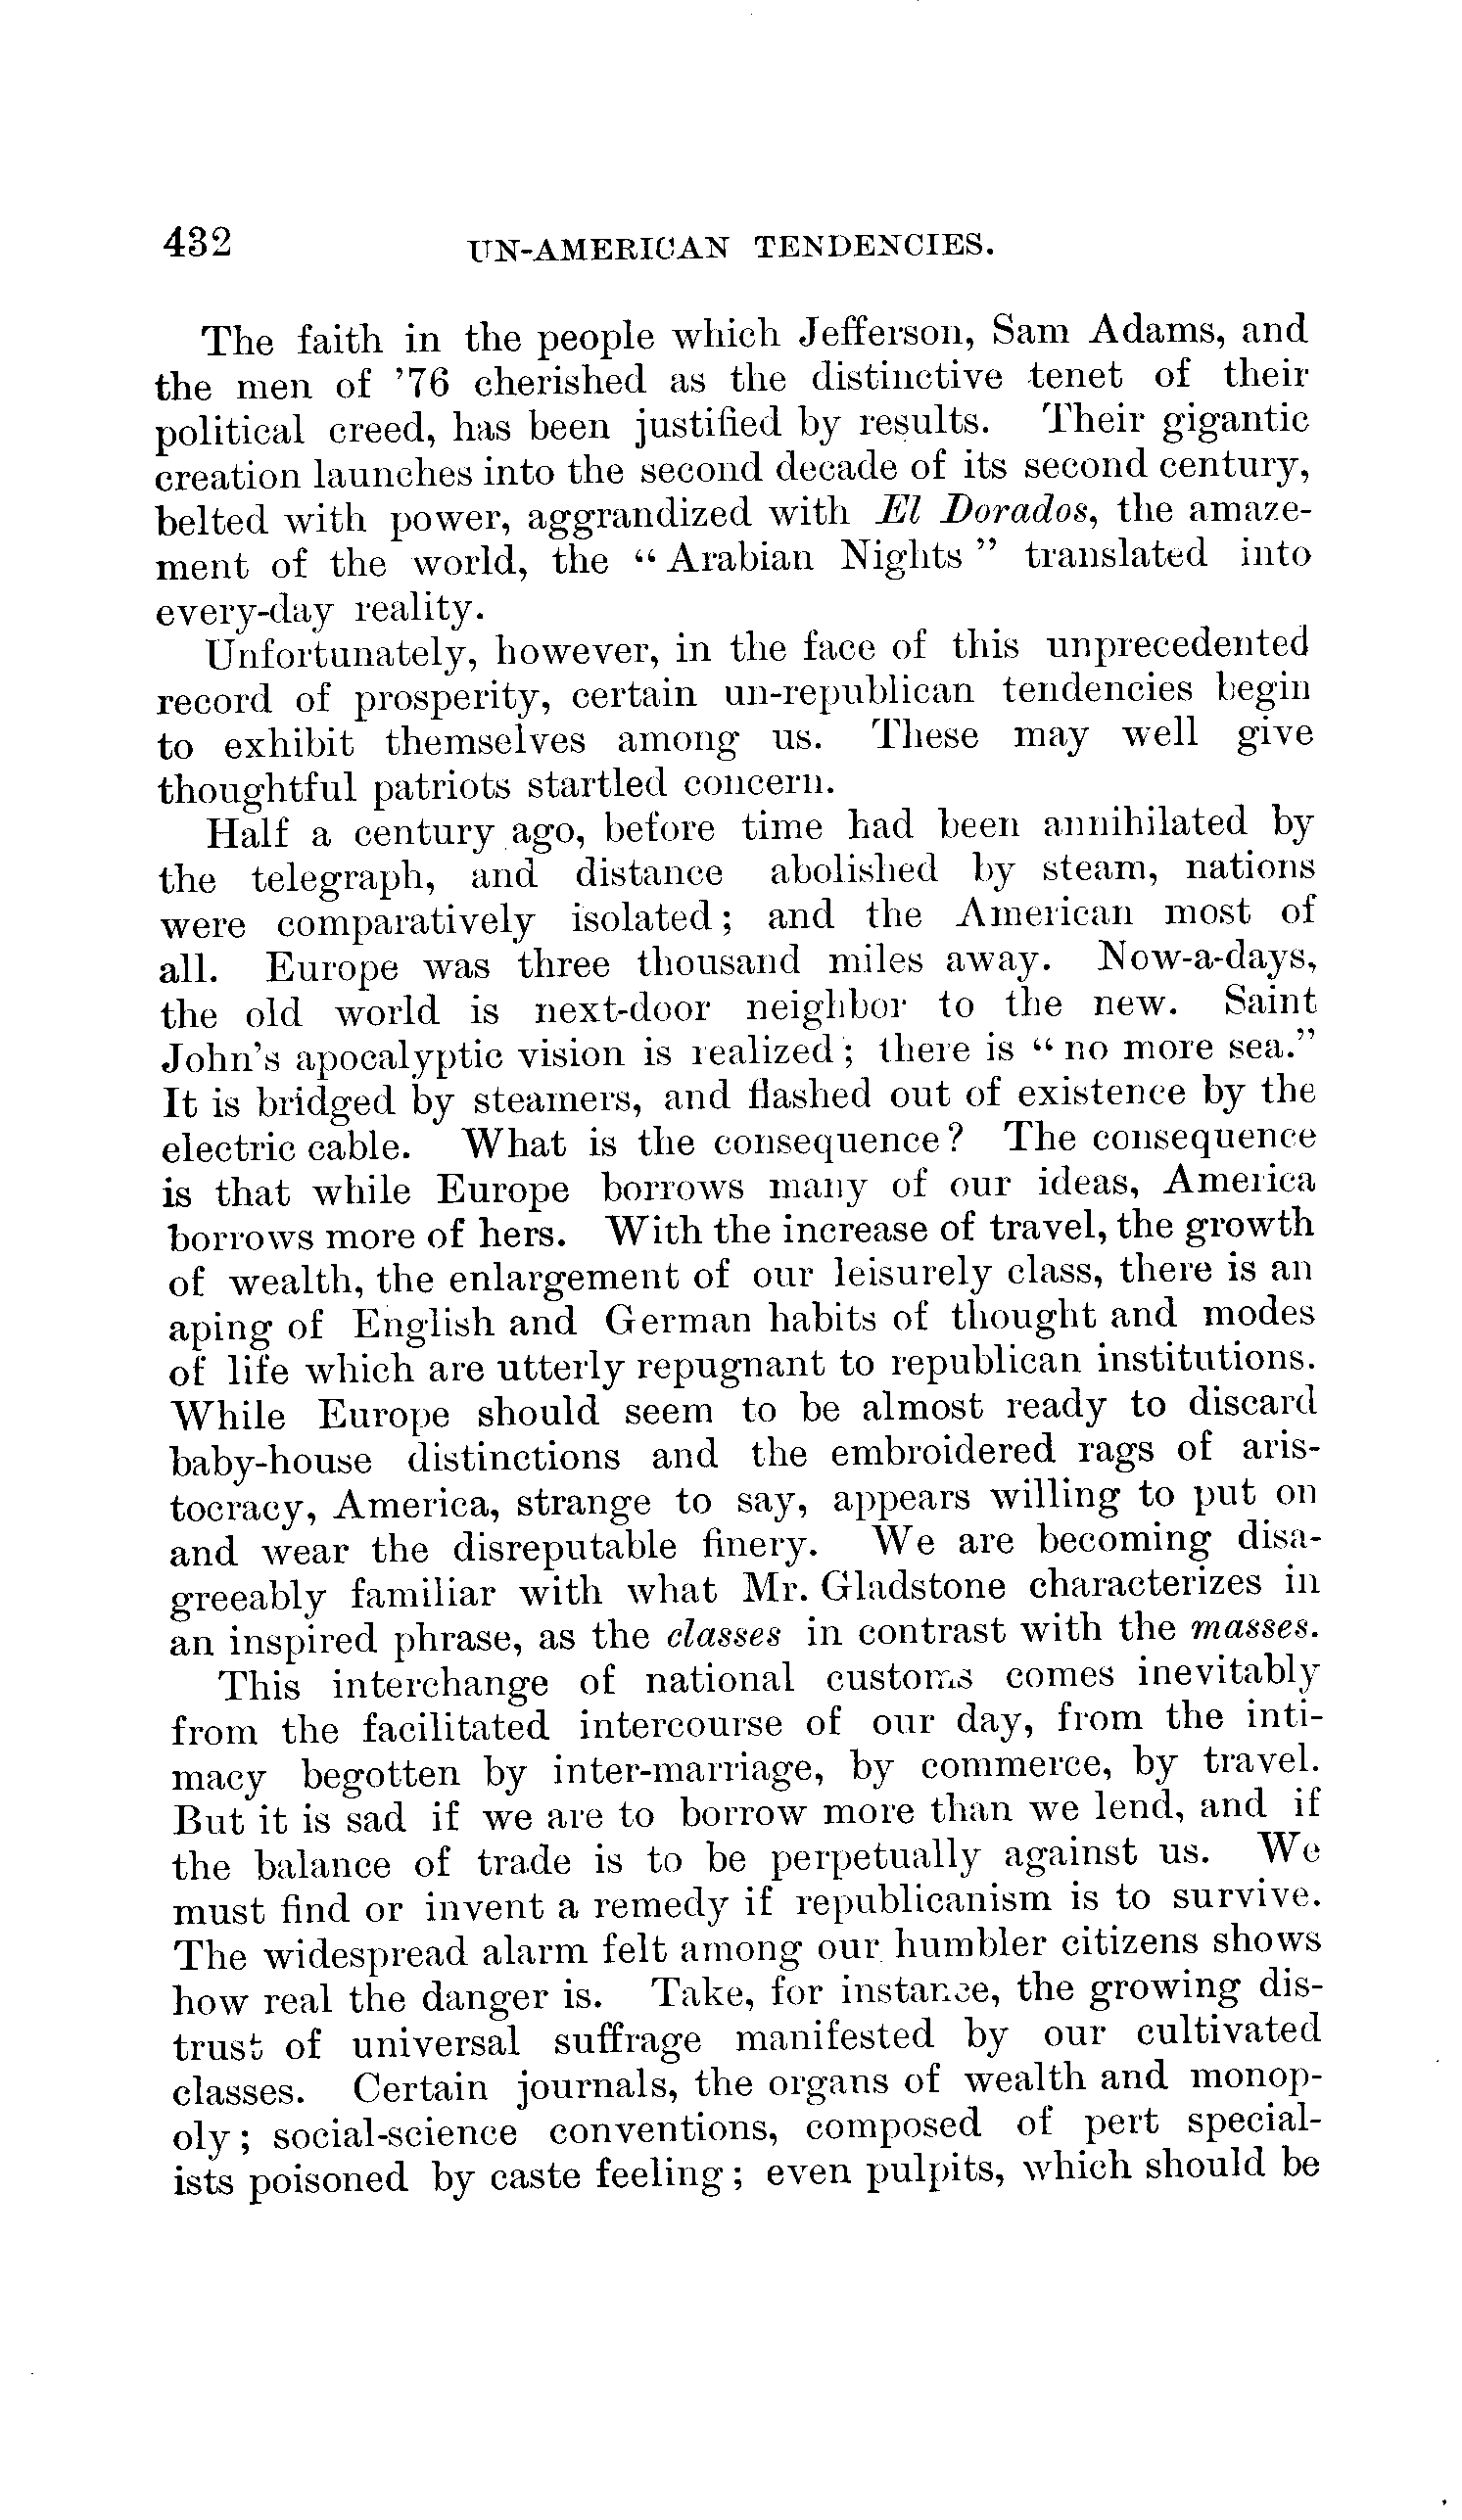 432 UN-AMERICAN TENDENCIES.
The faith in the people which Jefferson, Sam Adams, and
the men of ’76 cherished as the distinctive tenet of their
political creed, has been justified by results. Their gigantic
creation launches into the second decade of its second century,
belted with power, aggrandized with El Dorados, the amaze-
ment of the world, the “Arabian Nights” translated into
every-day reality.
Unfortunately, however, in the face of this unprecedented
record of prosperity, certain un-republican tendencies begin
to exhibit themselves among us. These may well give
thoughtful patriots startled concern.
Half a century ago, before time had been annihilated by
the telegraph, and distance abolished by steam, nations
were comparatively isolated; and the American most of
all. Europe was three thousand miles away. Now-a-days,
the old world is next-door neighbor to the new. Saint
John’s apocalyptic vision is realized; there is “no more sea.”
It is bridged by steamers, and flashed out of existence by the
electric cable. What is the consequence? The consequence
is that while Europe borrows many of our ideas, America
borrows more of hers. With the increase of travel, the growth
of wealth, the enlargement of our leisurely class, there is an
aping of English and German habits of thought and modes
of life which are utterly repugnant to republican institutions.
While Europe should seem to be almost ready to discard
baby-house distinctions and the embroidered rags of aris-
tocracy, America, strange to say, appears willing to put on
and wear the disreputable finery. We are becoming disa-
greeably familiar with what Mr. Gladstone characterizes in
an inspired phrase, as the classes in contrast with the masses.
This interchange of national customs comes inevitably
from the facilitated intercourse of our day, from the inti-
macy begotten by inter-marriage, by commerce, by travel.
But it is sad if we are to borrow more than we lend, and if
the balance of trade is to be perpetually against us. We
must find or invent a remedy if republicanism is to survive.
The widespread alarm felt among our humbler citizens shows
how real the danger is. Take, for instance, the growing dis-
trust of universal suffrage manifested by our cultivated
classes. Certain journals, the organs of wealth and monop-
oly; social-science conventions, composed of pert special-
ists poisoned by caste feeling; even pulpits, which should be